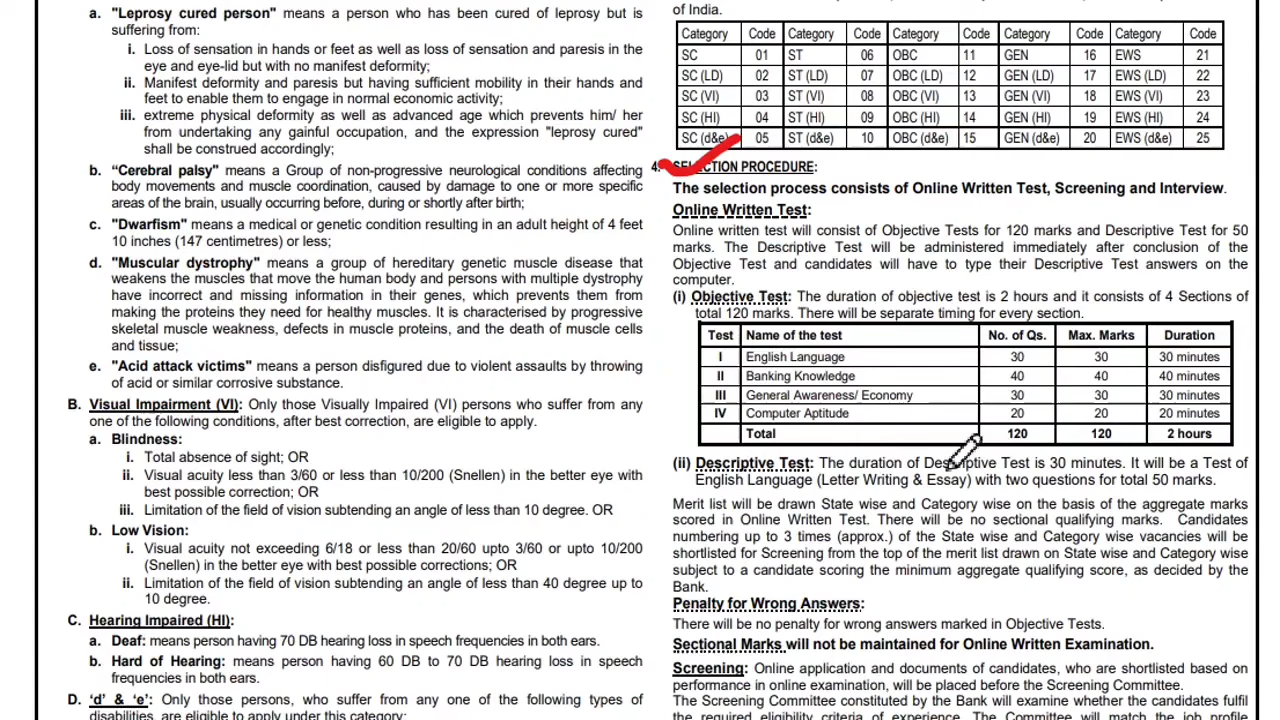 a. "Leprosy cured person" means a person who has been cured of leprosy but is
suffering from:
i. Loss of sensation in hands or feet as well as loss of sensation and paresis in the
eye and eye-lid but with no manifest deformity;
ii. Manifest deformity and paresis but having sufficient mobility in their hands and
feet to enable them to engage in normal economic activity;
iii. extreme physical deformity as well as advanced age which prevents him/ her
from undertaking any gainful occupation, and the expression "leprosy cured"
shall be construed accordingly;
b. “Cerebral palsy" means a Group of non-progressive neurological conditions affecting
body movements and muscle coordination, caused by damage to one or more specific
areas of the brain, usually occurring before, during or shortly after birth;
c. "Dwarfism" means a medical or genetic condition resulting in an adult height of 4 feet
10 inches (147 centimetres) or less;
d. "Muscular dystrophy" means a group of hereditary genetic muscle disease that
weakens the muscles that move the human body and persons with multiple dystrophy
have incorrect and missing information in their genes, which prevents them from
making the proteins they need for healthy muscles. It is characterised by progressive
skeletal muscle weakness, defects in muscle proteins, and the death of muscle cells
and tissue;
e. "Acid attack victims" means a person disfigured due to violent assaults by throwing
of acid or similar corrosive substance.
B. Visual Impairment (VI): Only those Visually Impaired (VI) persons who suffer from any
one of the following conditions, after best correction, are eligible to apply.
a. Blindness:
i. Total absence of sight; OR
ii. Visual acuity less than 3/60 or less than 10/200 (Snellen) in the better eye with
best possible correction; OR
iii. Limitation of the field of vision subtending an angle of less than 10 degree. OR
b. Low Vision:
i. Visual acuity not exceeding 6/18 or less than 20/60 upto 3/60 or upto 10/200
(Snellen) in the better eye with best possible corrections; OR
ii. Limitation of the field of vision subtending an angle of less than 40 degree up to
10 degree.
C. Hearing Impaired (HI):
a. Deaf: means person having 70 DB hearing loss in speech frequencies in both ears.
b. Hard of Hearing: means person having 60 DB to 70 DB hearing loss in speech
frequencies in both ears.
D. ‘d’ & ‘e’: Only those persons, who suffer from any one of the following types of
disabilities, are eligible to apply under this category:
of India.
Category Code Category Code Category Code Category Code Category Code
SC 01 ST 06 OBC 11 GEN 16 EWS 21
SC (LD) 02 ST (LD) 07 OBC (LD) 12 GEN (LD) 17 EWS (LD) 22
SC (VI) 03 ST (VI) 08 OBC (VI) 13 GEN (VI) 18 EWS (VI) 23
SC (HI) 04 ST (HI) 09 OBC (HI) 14 GEN (HI) 19 EWS (HI) 24
SC (d&e) 05 ST (d&e) 10 OBC (d&e) 15 GEN (d&e) 20 EWS (d&e) 25
4. SELECTION PROCEDURE:
The selection process consists of Online Written Test, Screening and Interview.
Online Written Test:
Online written test will consist of Objective Tests for 120 marks and Descriptive Test for 50
marks. The Descriptive Test will be administered immediately after conclusion of the
Objective Test and candidates will have to type their Descriptive Test answers on the
computer.
(i) Objective Test: The duration of objective test is 2 hours and it consists of 4 Sections of
total 120 marks. There will be separate timing for every section.
Test Name of the test No. of Qs. Max. Marks Duration
I English Language 30 30 30 minutes
II Banking Knowledge 40 40 40 minutes
III General Awareness/ Economy 30 30 30 minutes
IV Computer Aptitude 20 20 20 minutes
Total 120 120 2 hours
(ii) Descriptive Test: The duration of Descriptive Test is 30 minutes. It will be a Test of
English Language (Letter Writing & Essay) with two questions for total 50 marks.
Merit list will be drawn State wise and Category wise on the basis of the aggregate marks
scored in Online Written Test. There will be no sectional qualifying marks. Candidates
numbering up to 3 times (approx.) of the State wise and Category wise vacancies will be
shortlisted for Screening from the top of the merit list drawn on State wise and Category wise
subject to a candidate scoring the minimum aggregate qualifying score, as decided by the
Bank.
Penalty for Wrong Answers:
There will be no penalty for wrong answers marked in Objective Tests.
Sectional Marks will not be maintained for Online Written Examination.
Screening: Online application and documents of candidates, who are shortlisted based on
performance in online examination, will be placed before the Screening Committee.
The Screening Committee constituted by the Bank will examine whether the candidates fulfil
the required eligibility criteria of experience. The Committee will match the job profile